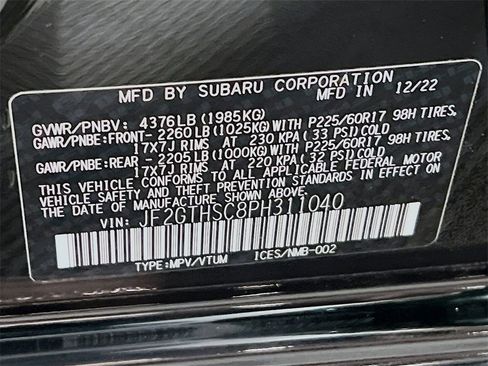 MFD BY SUBARU CORPORATION
GVWR/PNBV: 4376LB (1985KG) MFD IN 12/22
GAWR/PNBE:FRONT- 2260LB(1025KG)WITH P225/60R17 98H TIRES,
17x7J RIMS AT 230 KPA(33 PSI)COLD
GAWR/PNBE:REAR - 2205LB(1000KG)WITH P225/60R17 98H TIRES,
17x7J RIMS AT 220 KPA(32 PSI)COLD
THIS VEHICLE CONFORMS TO ALL APPLICABLE FEDERAL MOTOR
VEHICLE SAFETY AND THEFT PREVENTION STANDARDS IN EFFECT ON
THE DATE OF MANUFACTURE SHOWN ABOVE.
VIN: JF2GTHSC8PH311040
TYPE:MPV/VTUM ICES/NMB-002